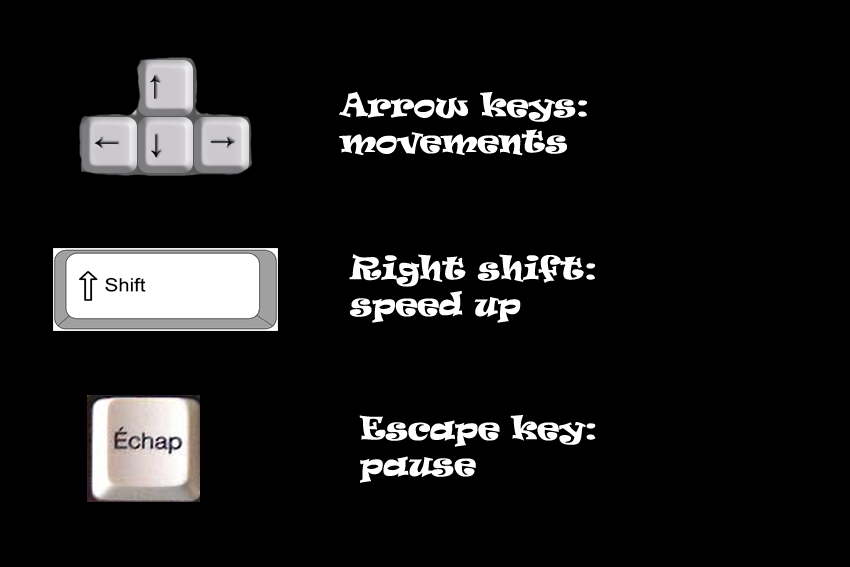 ↑
← ↓ →
Arrow keys:
movements
⇧ Shift
Right shift:
speed up
Échap
Escape key:
pause